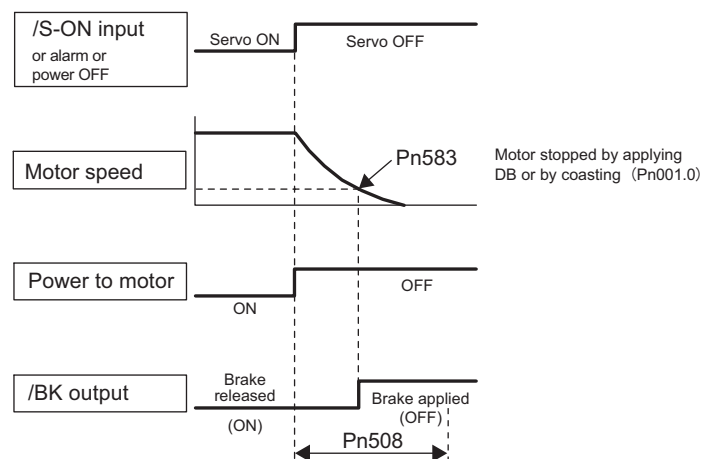 /S-ON input
or alarm or
power OFF
Servo ON
Servo OFF
Motor speed
Pn583
Motor stopped by applying
DB or by coasting（Pn001.0）
Power to motor
ON
OFF
/BK output
Brake
released
(ON)
Brake applied
(OFF)
Pn508